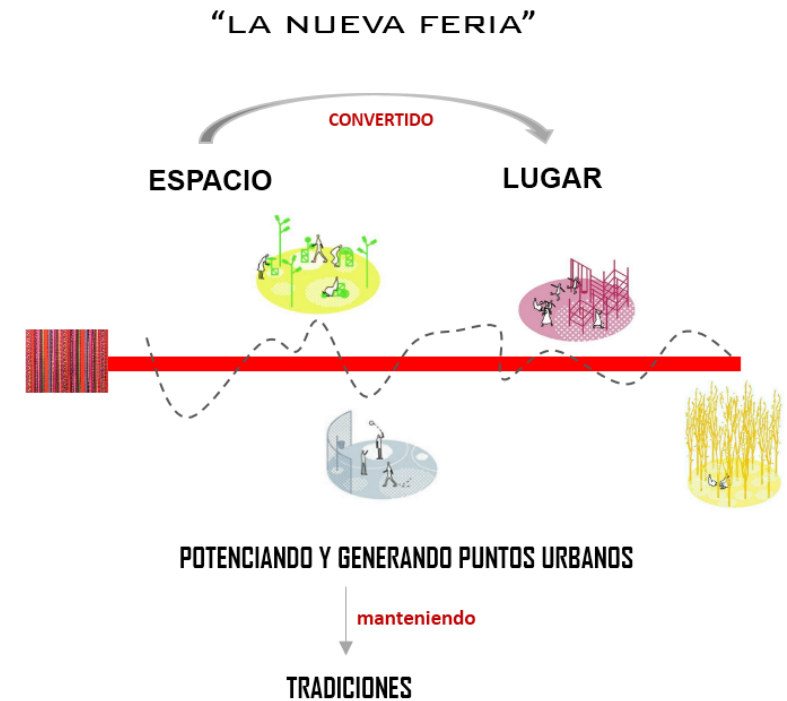 “LA NUEVA FERIA”
CONVERTIDO
ESPACIO
LUGAR
POTENCIANDO Y GENERANDO PUNTOS URBANOS
manteniendo
TRADICIONES